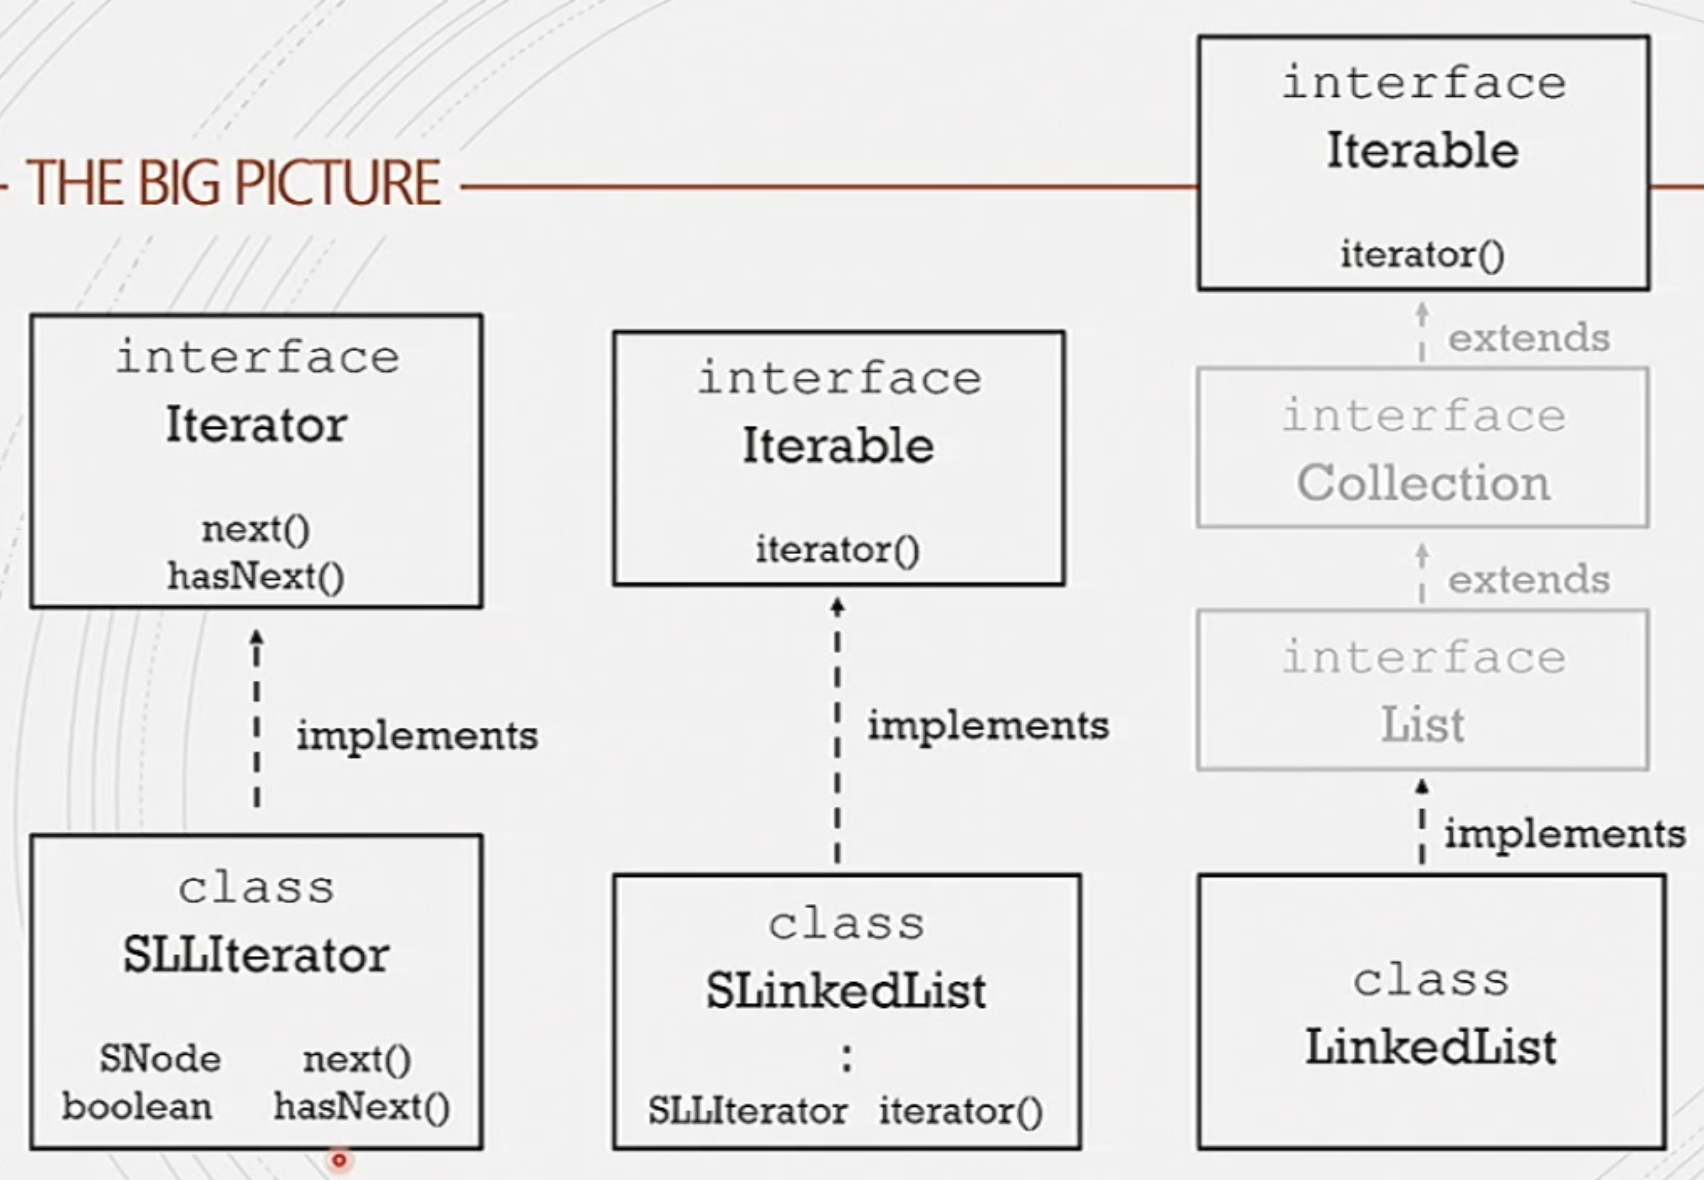 THE BIG PICTURE
interface
Iterator
next()
hasNext()
implements
class
SLLIterator
SNode next()
boolean hasNext()
interface
Iterable
iterator()
implements
class
SLinkedList
:
SLLIterator iterator()
interface
Iterable
iterator()
extends
interface
Collection
extends
interface
List
implements
class
LinkedList